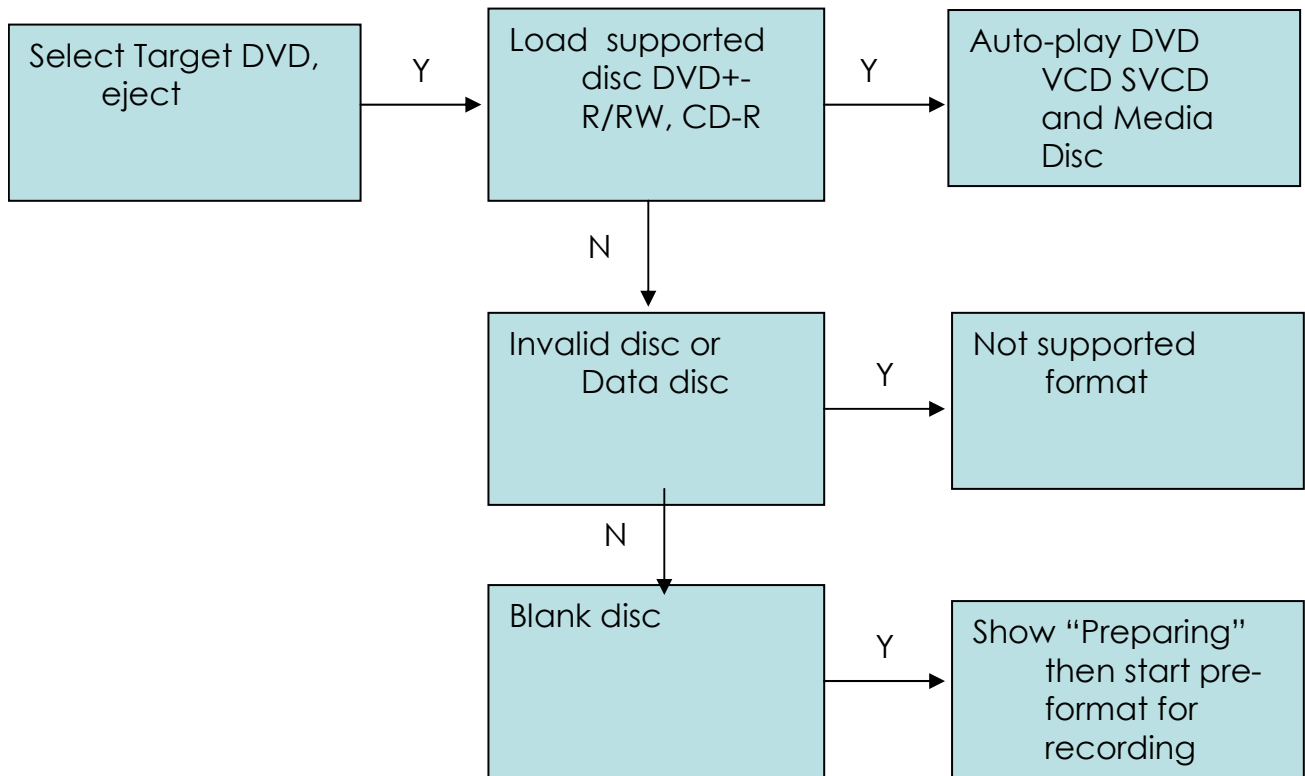 Select Target DVD,
eject
Y
Load supported
disc DVD+-
R/RW, CD-R
Y
Auto-play DVD
VCD SVCD
and Media
Disc
N
Invalid disc or
Data disc
Y
Not supported
format
N
Blank disc
Y
Show “Preparing”
then start pre-
format for
recording